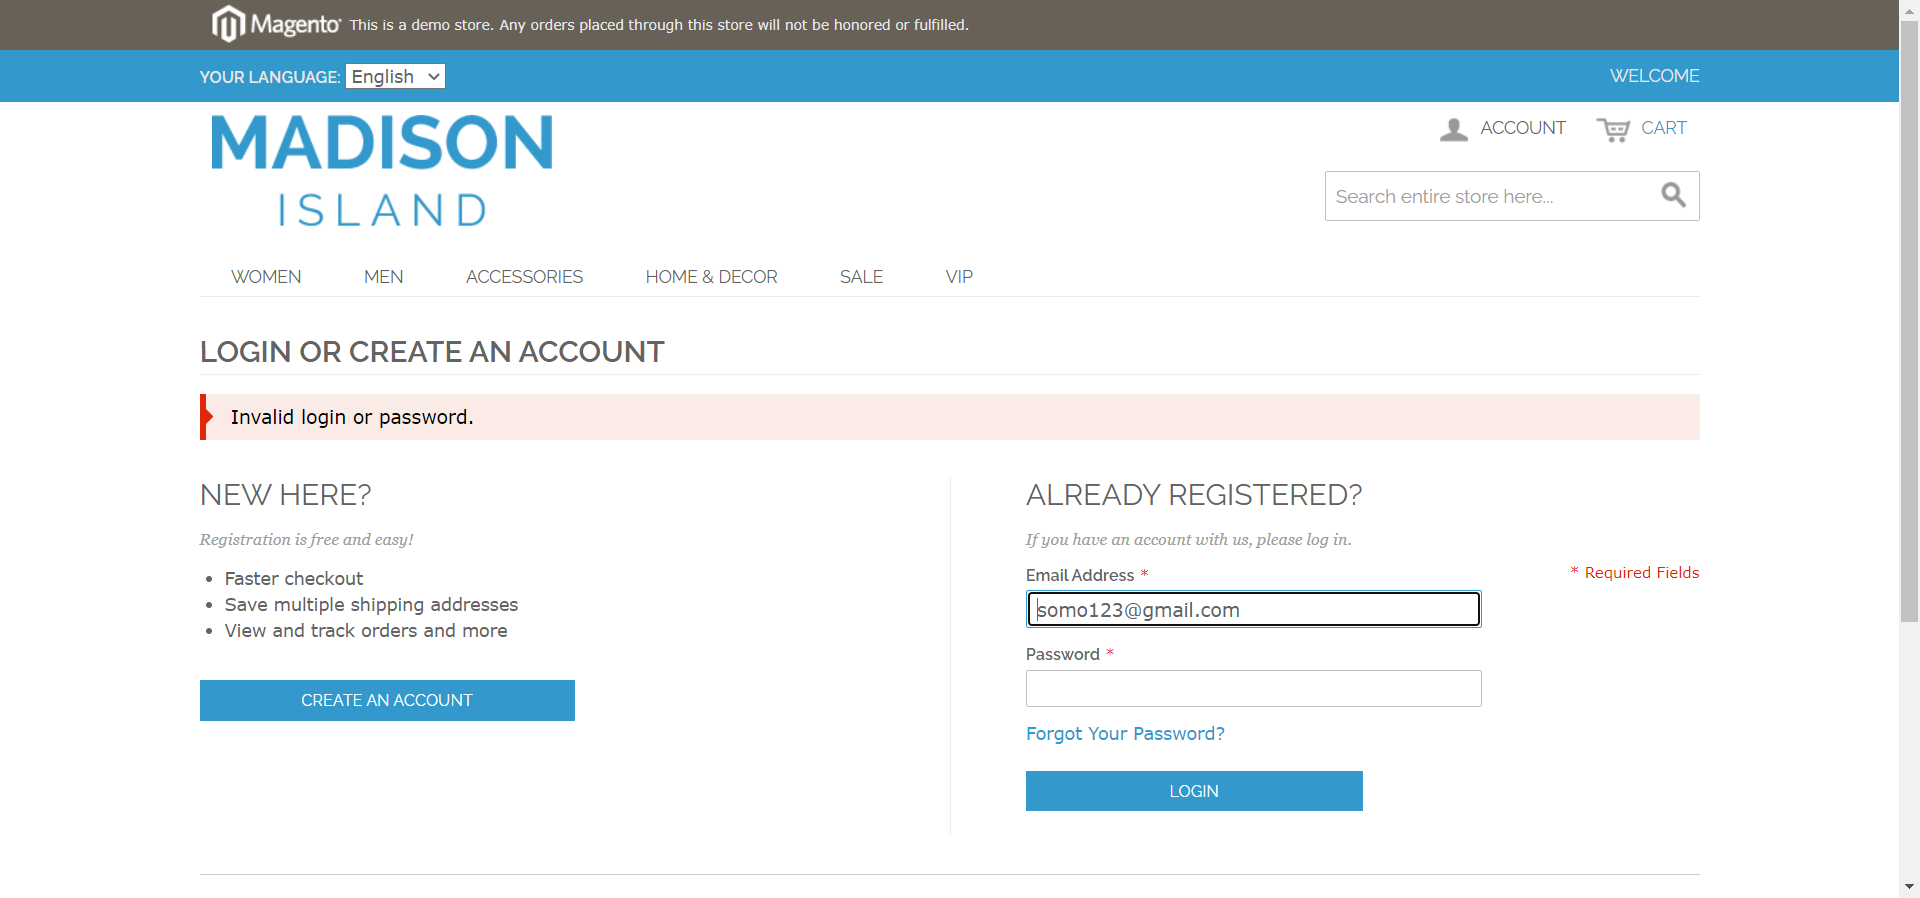 Magento® This is a demo store. Any orders placed through this store will not be honored or fulfilled.
YOUR LANGUAGE: English WELCOME
MADISON
ISLAND
ACCOUNT CART
Search entire store here...
WOMEN MEN ACCESSORIES HOME & DECOR SALE VIP
LOGIN OR CREATE AN ACCOUNT
Invalid login or password.
NEW HERE?
Registration is free and easy!
• Faster checkout
• Save multiple shipping addresses
• View and track orders and more
CREATE AN ACCOUNT
ALREADY REGISTERED?
If you have an account with us, please log in.
* Required Fields
Email Address *
somo123@gmail.com
Password *
Forgot Your Password?
LOGIN